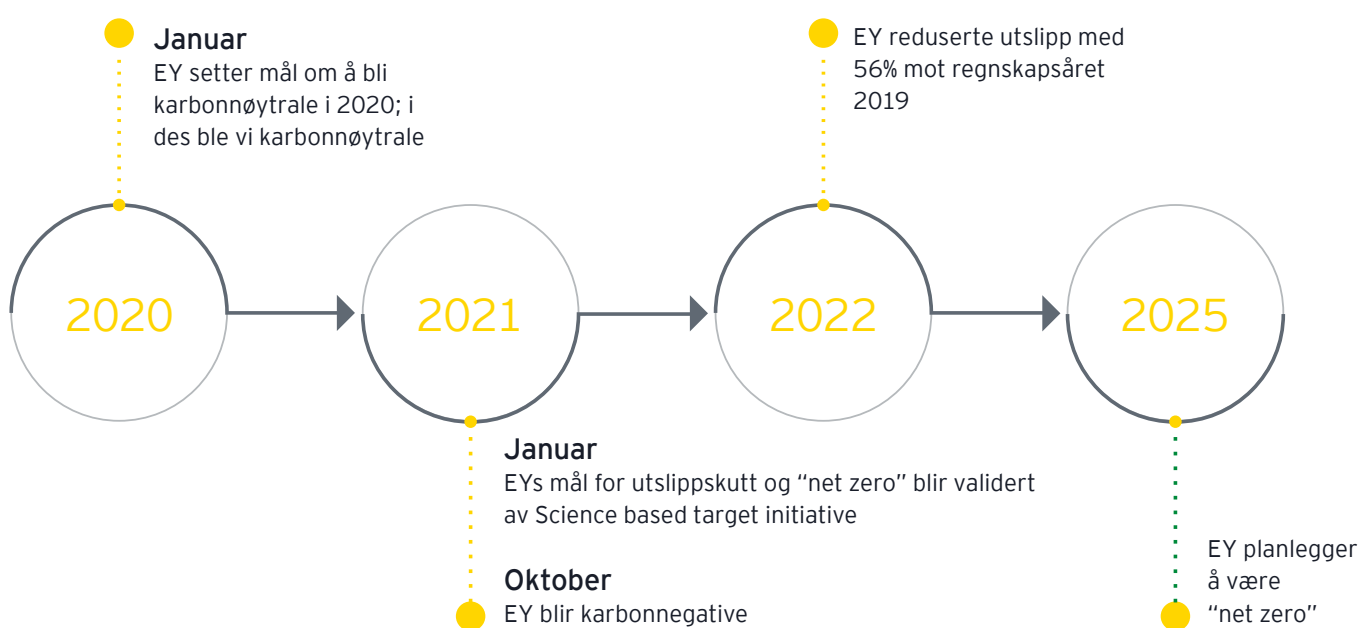 Januar
EY setter mål om å bli
karbonnøytrale i 2020; i
des ble vi karbonnøytrale
EY reduserte utslipp med
56% mot regnskapsåret
2019
2020
2021
2022
2025
Januar
EYs mål for utslippskutt og “net zero” blir validert
av Science based target initiative
Oktober
EY blir karbonnegative
EY planlegger
å være
“net zero”